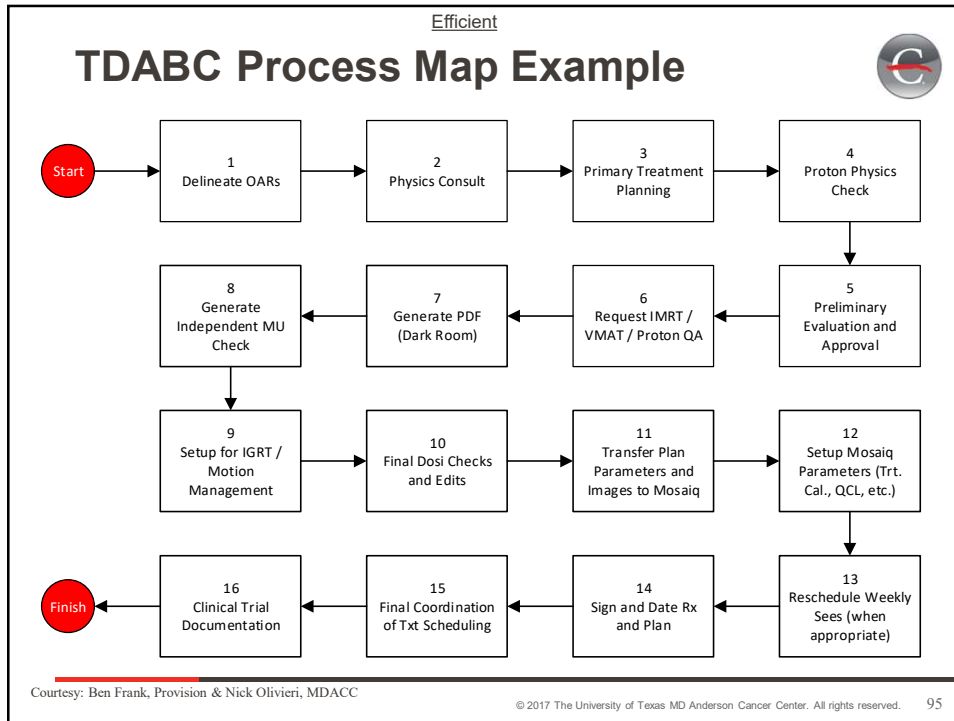 Efficient
TDABC Process Map Example
C
Start
1
Delineate OARs
2
Physics Consult
3
Primary Treatment
Planning
4
Proton Physics
Check
5
Preliminary
Evaluation and
Approval
6
Request IMRT /
VMAT / Proton QA
7
Generate PDF
(Dark Room)
8
Generate
Independent MU
Check
9
Setup for IGRT /
Motion
Management
10
Final Dosi Checks
and Edits
11
Transfer Plan
Parameters and
Images to Mosaiq
12
Setup Mosaiq
Parameters (Trt.
Cal., QCL, etc.)
13
Reschedule Weekly
Sees (when
appropriate)
14
Sign and Date Rx
and Plan
15
Final Coordination
of Txt Scheduling
16
Clinical Trial
Documentation
Finish
Courtesy: Ben Frank, Provision & Nick Olivieri, MDACC
© 2017 The University of Texas MD Anderson Cancer Center. All rights reserved. 95